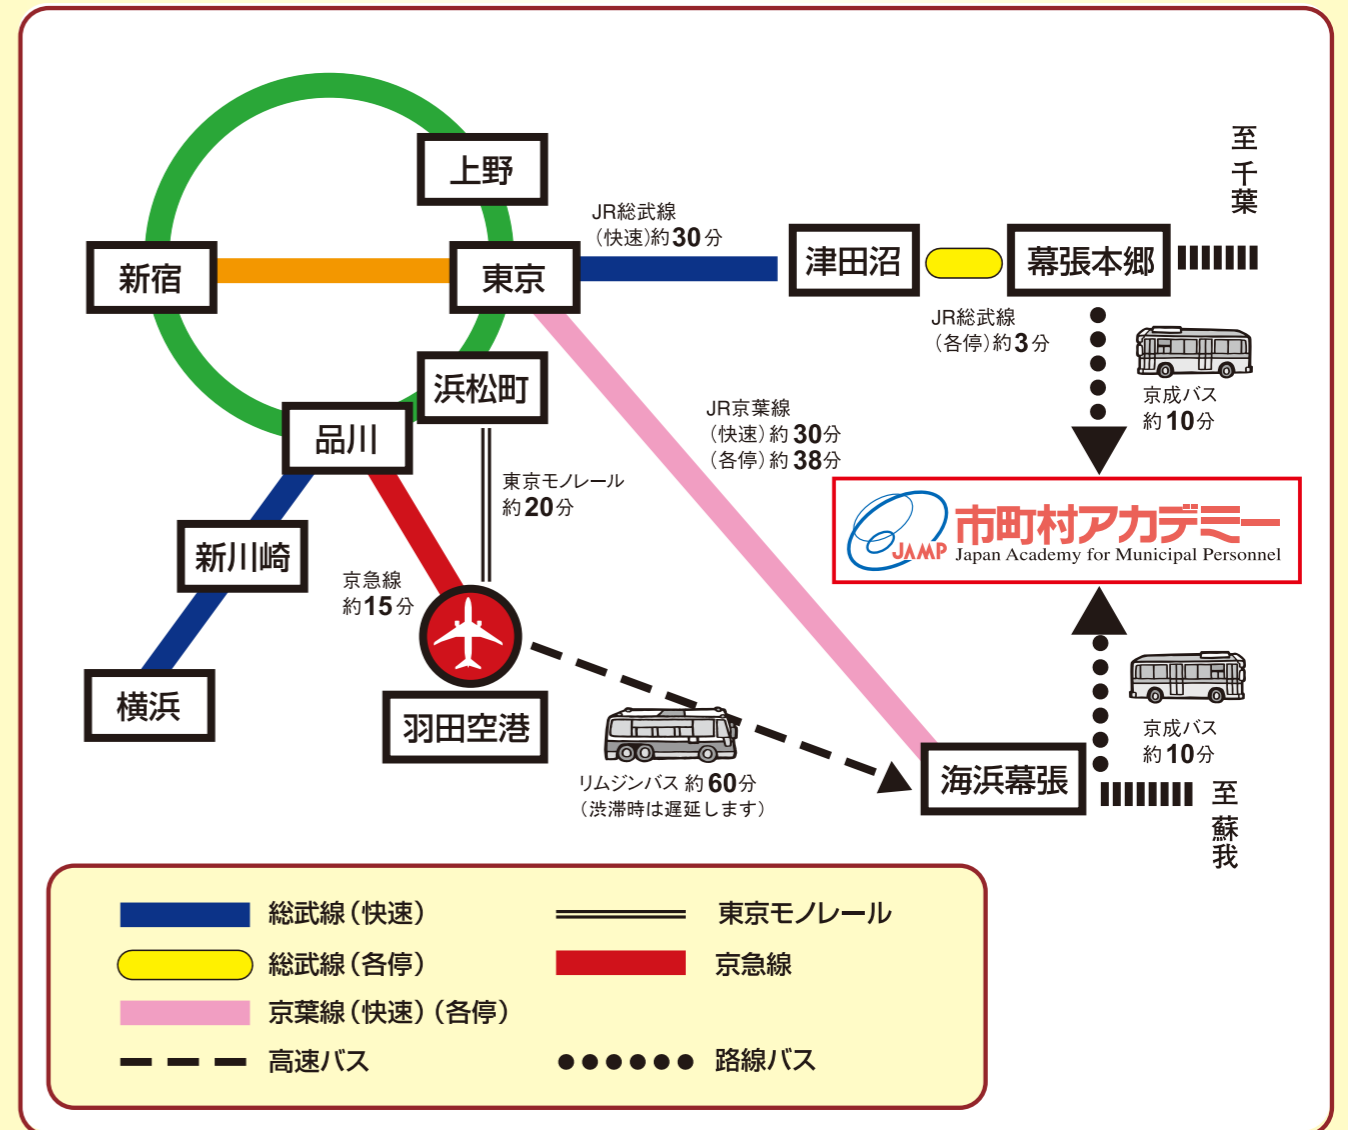 至千葉
上野
JR総武線
（快速）約30分
新宿
東京
津田沼
幕張本郷
JR総武線
（各停）約3分
浜松町
京成バス
約10分
品川
JR京葉線
（快速）約30分
（各停）約38分
東京モノレール
約20分
JAMP
市町村アカデミー
Japan Academy for Municipal Personnel
新川崎
京急線
約15分
横浜
羽田空港
リムジンバス 約60分
（渋滞時は遅延します）
京成バス
約10分
海浜幕張
至蘇我
総武線（快速）
東京モノレール
総武線（各停）
京急線
京葉線（快速）（各停）
高速バス
路線バス